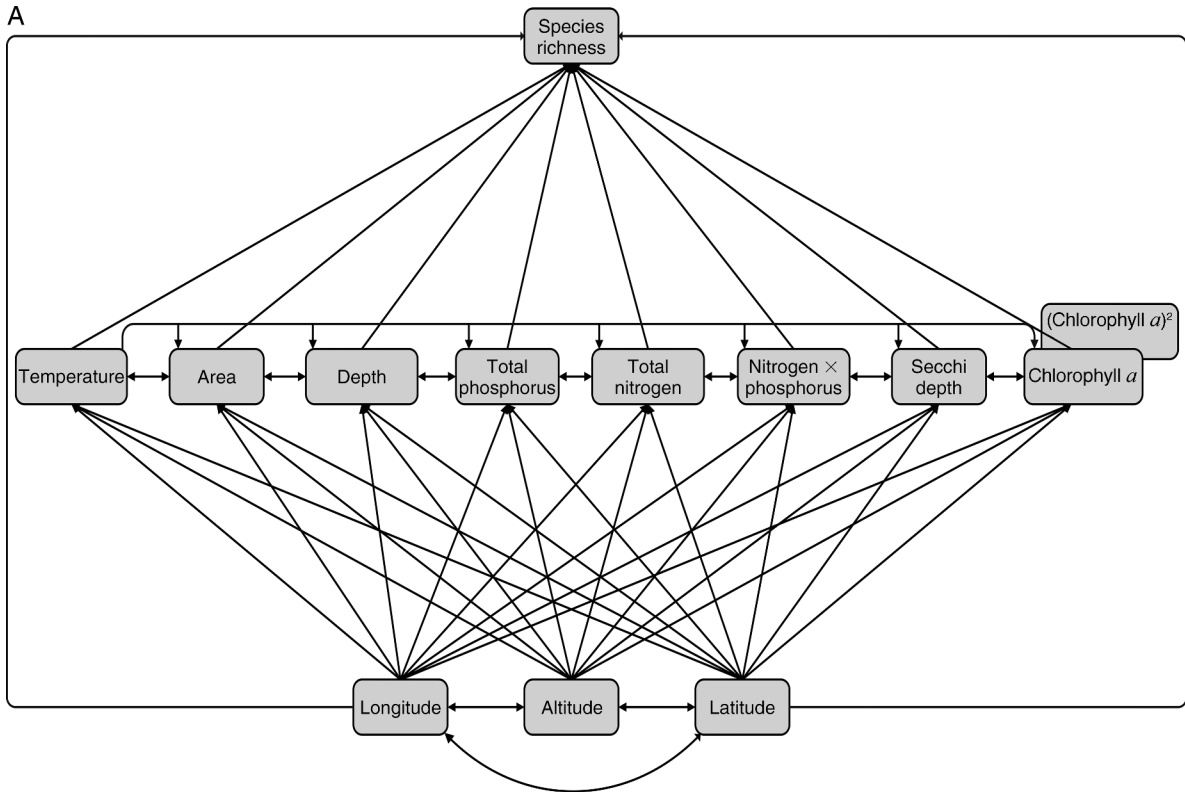 A
Species
richness
(Chlorophyll a)²
Temperature
Area
Depth
Total
phosphorus
Total
nitrogen
Nitrogen ×
phosphorus
Secchi
depth
Chlorophyll a
Longitude
Altitude
Latitude